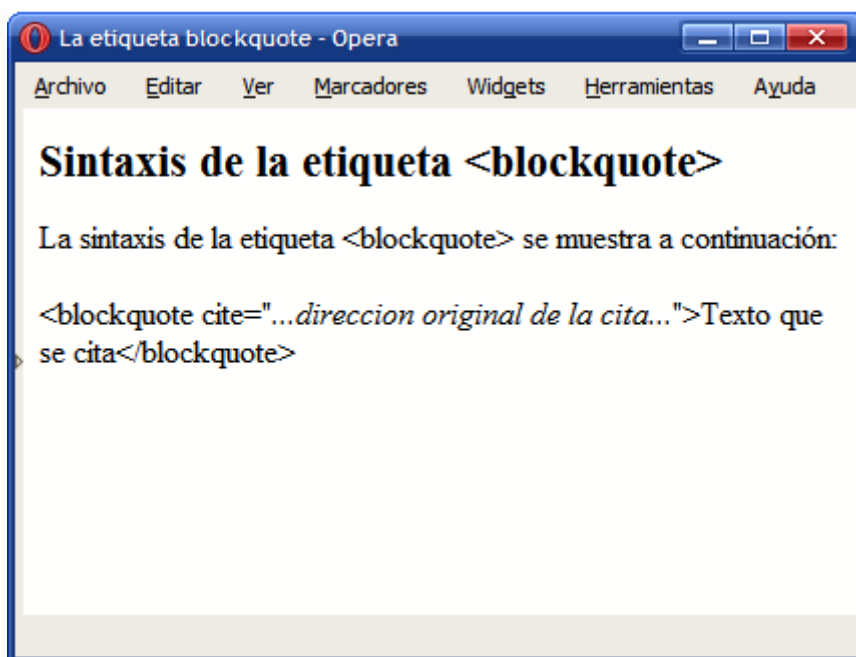 La etiqueta blockquote - Opera
Archivo Editar Ver Marcadores Widgets Herramientas Ayuda
Sintaxis de la etiqueta <blockquote>
La sintaxis de la etiqueta <blockquote> se muestra a continuación:
<blockquote cite="...direccion original de la cita...">Texto que
se cita</blockquote>